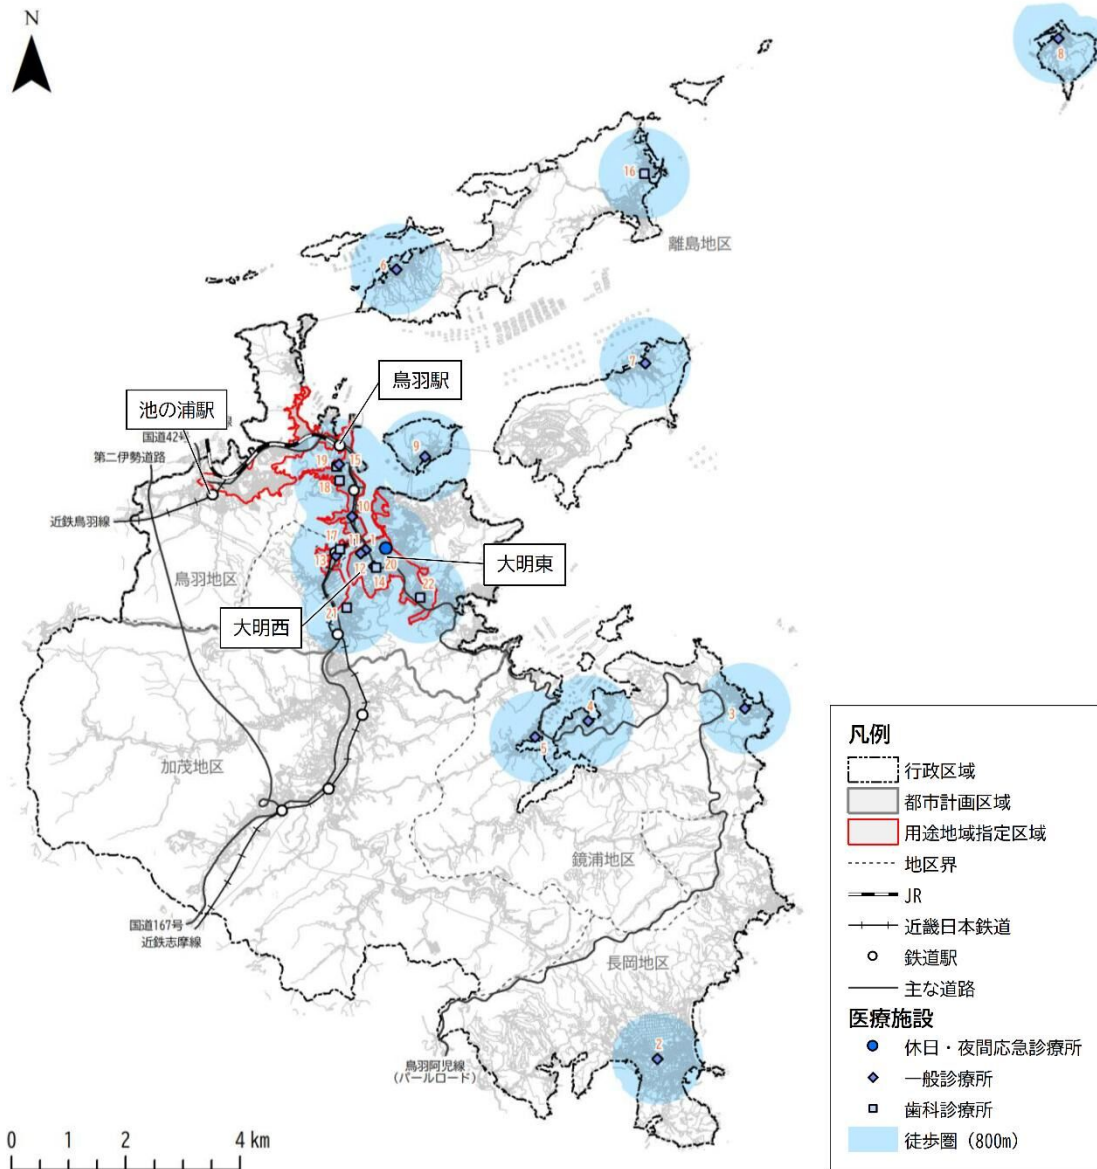 N
8
16
離島地区
6
7
鳥羽駅
池の浦駅
線
国道42号
第二伊勢道路
9
19
15
18
近鉄鳥羽線
10
17
11
1
13
12
20
大明東
14
22
鳥羽地区
21
大明西
4
3
5
加茂地区
鏡浦地区
国道167号
近鉄志摩線
長岡地区
2
鳥羽阿児線
(パールロード)
凡例
行政区域
都市計画区域
用途地域指定区域
地区界
JR
近畿日本鉄道
鉄道駅
主な道路
医療施設
休日・夜間応急診療所
一般診療所
歯科診療所
徒歩圏 (800m)
0 1 2 4 km